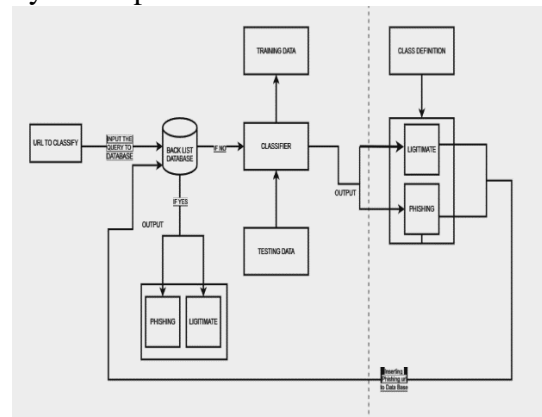 TRAINING DATA
CLASS DEFINITION
URL TO CLASSIFY
INPUT THE
QUERY TO
DATABASE
BACK LIST
DATABASE
IF NO
CLASSIFIER
LIGITIMATE
OUTPUT
PHISHING
IF YES
OUTPUT
TESTING DATA
PHISHING
LIGITIMATE
Inserting
Phishing url
to Data Base